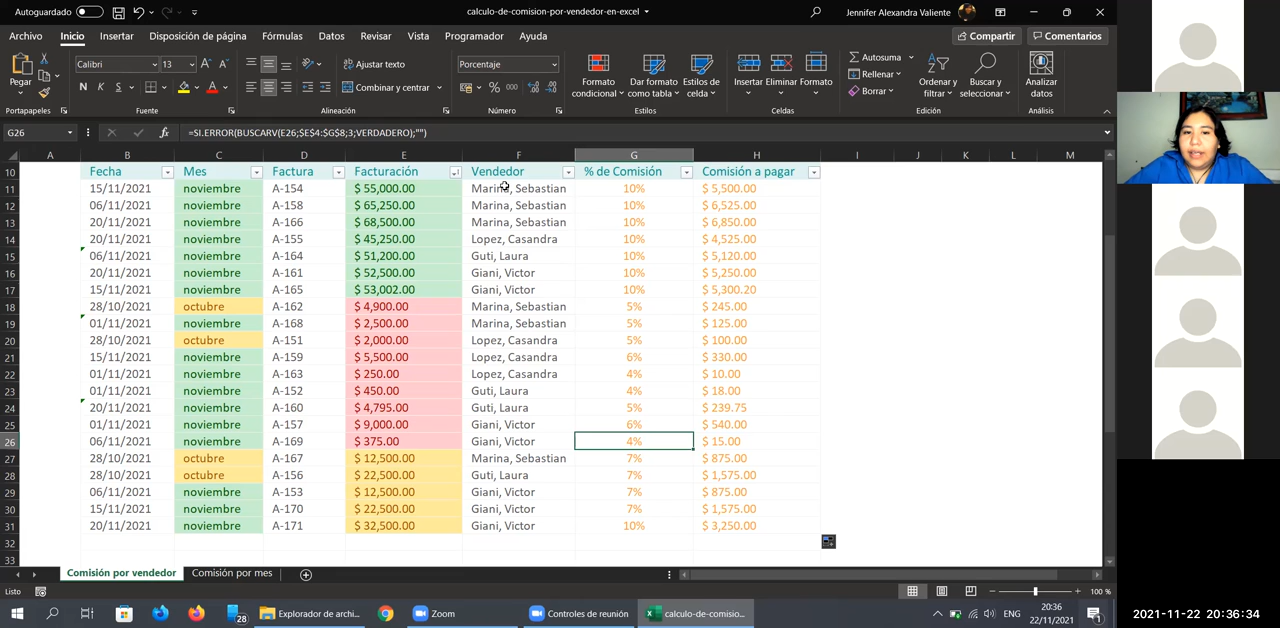 Autoguardado
calculo-de-comision-por-vendedor-en-excel
Jennifer Alexandra Valiente
Archivo Inicio Insertar Disposición de página Fórmulas Datos Revisar Vista Programador Ayuda Compartir Comentarios
Pegar
Calibri 13
N K S
Ajustar texto
Combinar y centrar
Porcentaje
% 000
Formato condicional
Dar formato como tabla
Estilos de celda
Insertar Eliminar Formato
Autosuma
Rellenar
Borrar
Ordenar y filtrar
Buscar y seleccionar
Analizar datos
Portapapeles Fuente Alineación Número Estilos Celdas Edición Análisis
G26 fx =SI.ERROR(BUSCARV(E26;$E$4:$G$8;3;VERDADERO);"")
A B C D E F G H I J K L M
10 Fecha Mes Factura Facturación Vendedor % de Comisión Comisión a pagar
11 15/11/2021 noviembre A-154 $ 55,000.00 Marina, Sebastian 10% $ 5,500.00
12 06/11/2021 noviembre A-158 $ 65,250.00 Marina, Sebastian 10% $ 6,525.00
13 20/11/2021 noviembre A-166 $ 68,500.00 Marina, Sebastian 10% $ 6,850.00
14 20/11/2021 noviembre A-155 $ 45,250.00 Lopez, Casandra 10% $ 4,525.00
15 06/11/2021 noviembre A-164 $ 51,200.00 Guti, Laura 10% $ 5,120.00
16 20/11/2021 noviembre A-161 $ 52,500.00 Giani, Victor 10% $ 5,250.00
17 15/11/2021 noviembre A-165 $ 53,002.00 Giani, Victor 10% $ 5,300.20
18 28/10/2021 octubre A-162 $ 4,900.00 Marina, Sebastian 5% $ 245.00
19 01/11/2021 noviembre A-168 $ 2,500.00 Marina, Sebastian 5% $ 125.00
20 28/10/2021 octubre A-151 $ 2,000.00 Lopez, Casandra 5% $ 100.00
21 15/11/2021 noviembre A-159 $ 5,500.00 Lopez, Casandra 6% $ 330.00
22 01/11/2021 noviembre A-163 $ 250.00 Lopez, Casandra 4% $ 10.00
23 01/11/2021 noviembre A-152 $ 450.00 Guti, Laura 4% $ 18.00
24 20/11/2021 noviembre A-160 $ 4,795.00 Guti, Laura 5% $ 239.75
25 01/11/2021 noviembre A-157 $ 9,000.00 Giani, Victor 6% $ 540.00
26 06/11/2021 noviembre A-169 $ 375.00 Giani, Victor 4% $ 15.00
27 28/10/2021 octubre A-167 $ 12,500.00 Marina, Sebastian 7% $ 875.00
28 28/10/2021 octubre A-156 $ 22,500.00 Guti, Laura 7% $ 1,575.00
29 06/11/2021 noviembre A-153 $ 12,500.00 Giani, Victor 7% $ 875.00
30 15/11/2021 noviembre A-170 $ 22,500.00 Giani, Victor 7% $ 1,575.00
31 20/11/2021 noviembre A-171 $ 32,500.00 Giani, Victor 10% $ 3,250.00
32
33
Comisión por vendedor Comisión por mes
Listo 100 %
28 Explorador de archi... Zoom Controles de reunión calculo-de-comisio... ENG 20:36 22/11/2021 1
2021-11-22 20:36:34